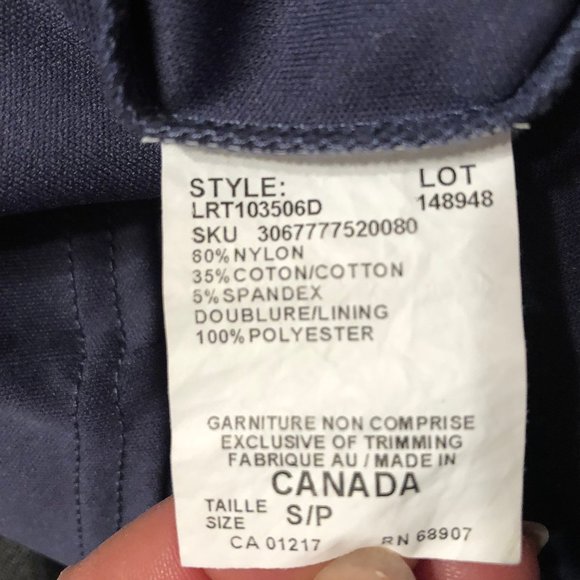 STYLE: LOT
LRT103506D 148948
SKU 3067777520080
60% NYLON
35% COTON/COTTON
5% SPANDEX
DOUBLURE/LINING
100% POLYESTER
GARNITURE NON COMPRISE
EXCLUSIVE OF TRIMMING
FABRIQUE AU / MADE IN
CANADA
TAILLE
SIZE S/P
CA 01217 RN 68907